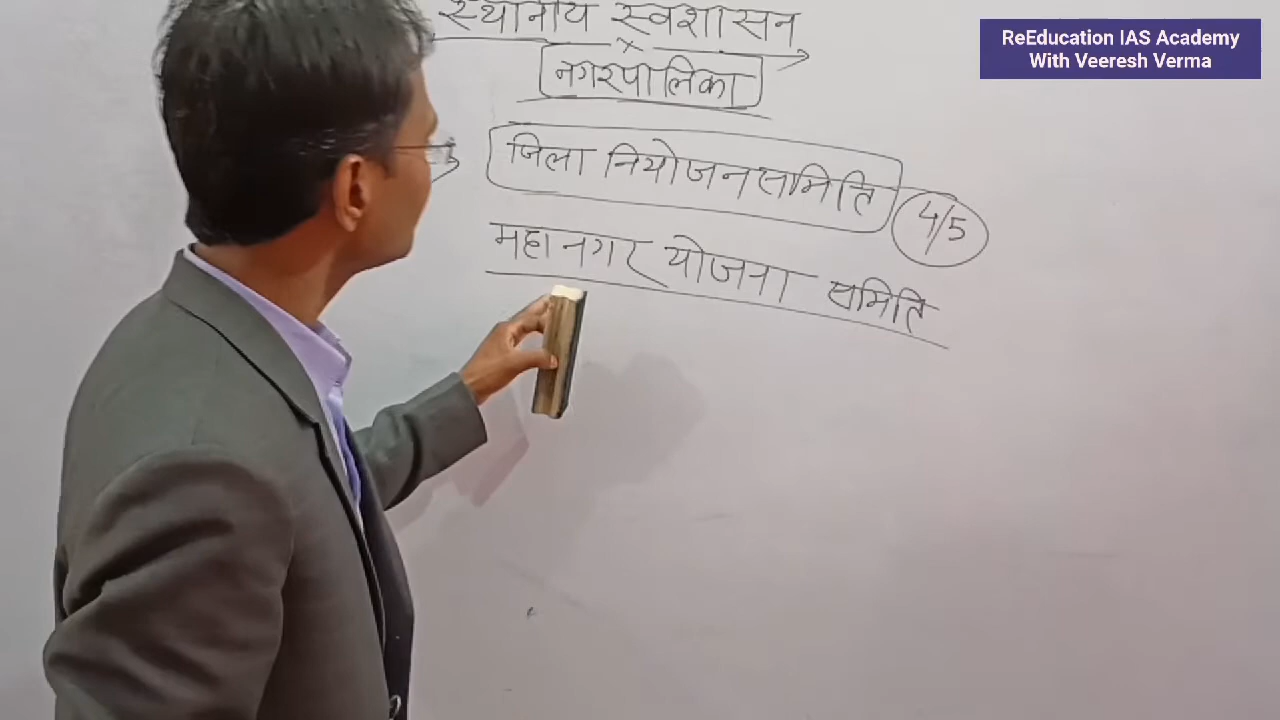 स्थानीय स्वशासन
नगरपालिका
जिला नियोजन समिति
4/5
महानगर योजना समिति
ReEducation IAS Academy
With Veeresh Verma